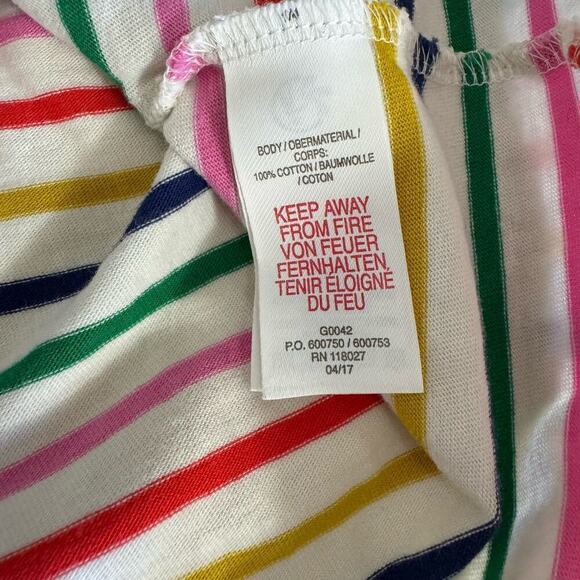 BODY / OBERMATERIAL /
CORPS:
100% COTTON / BAUMWOLLE
/ COTON
KEEP AWAY
FROM FIRE
VON FEUER
FERNHALTEN,
TENIR ÉLOIGNÉ
DU FEU
G0042
P.O. 600750 / 600753
RN 118027
04/17